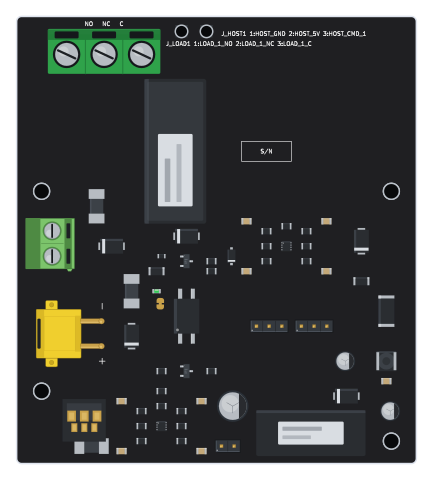 NO NC C
J_HOST1 1:HOST_GND 2:HOST_5V 3:HOST_CMD_1
J_LOAD1 1:LOAD_1_NO 2:LOAD_1_NC 3:LOAD_1_C
S/N
+